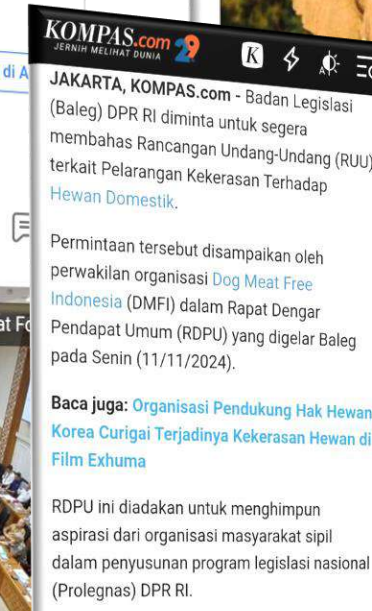 KOMPAS.com 29
JERNIH MELIHAT DUNIA
K
di A
JAKARTA, KOMPAS.com - Badan Legislasi
(Baleg) DPR RI diminta untuk segera
membahas Rancangan Undang-Undang (RUU)
terkait Pelarangan Kekerasan Terhadap
Hewan Domestik.
Permintaan tersebut disampaikan oleh
perwakilan organisasi Dog Meat Free
Indonesia (DMFI) dalam Rapat Dengar
Pendapat Umum (RDPU) yang digelar Baleg
pada Senin (11/11/2024).
Baca juga: Organisasi Pendukung Hak Hewan
Korea Curigai Terjadinya Kekerasan Hewan di
Film Exhuma
RDPU ini diadakan untuk menghimpun
aspirasi dari organisasi masyarakat sipil
dalam penyusunan program legislasi nasional
(Prolegnas) DPR RI.